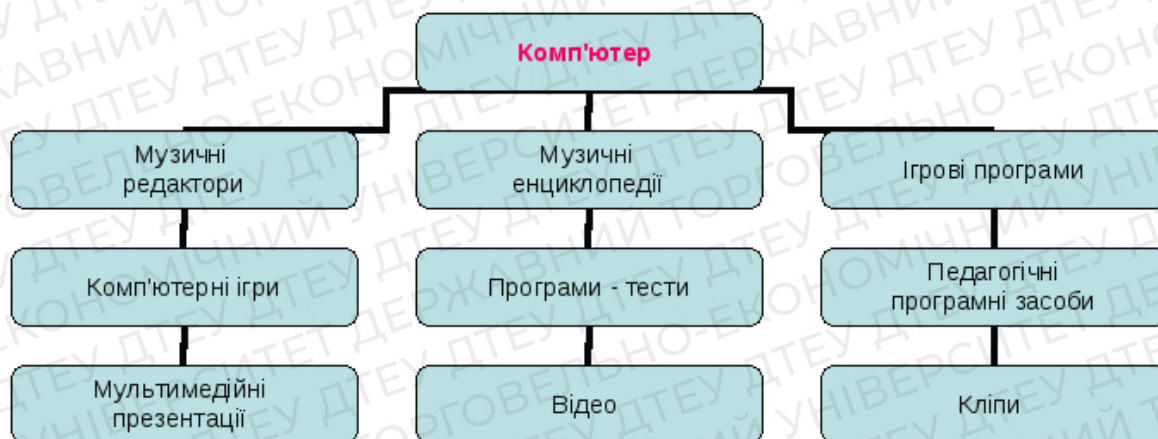 Комп'ютер
Музичні
редактори
Музичні
енциклопедії
Ігрові програми
Комп'ютерні ігри
Програми - тести
Педагогічні
програмні засоби
Мультимедійні
презентації
Відео
Кліпи